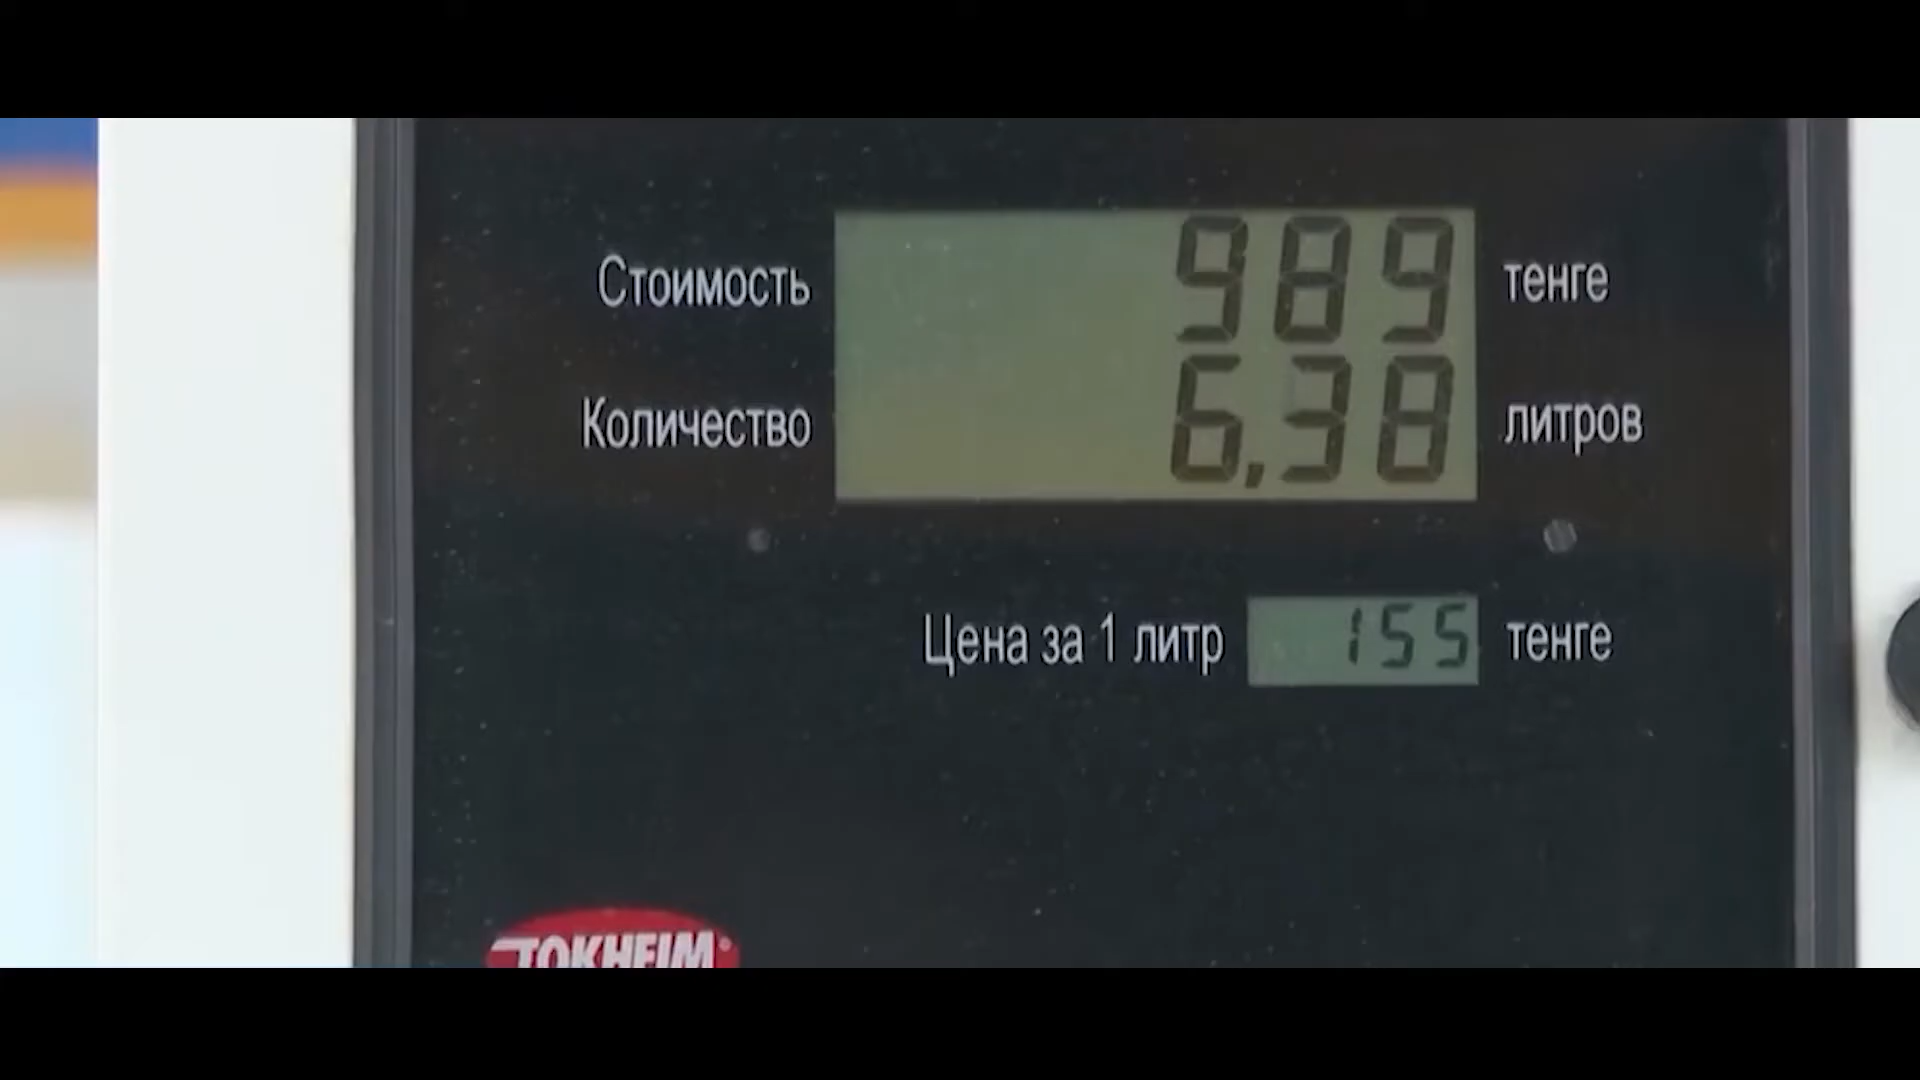 Стоимость 989 тенге
Количество 6,38 литров
Цена за 1 литр 155 тенге
TOKHEIM